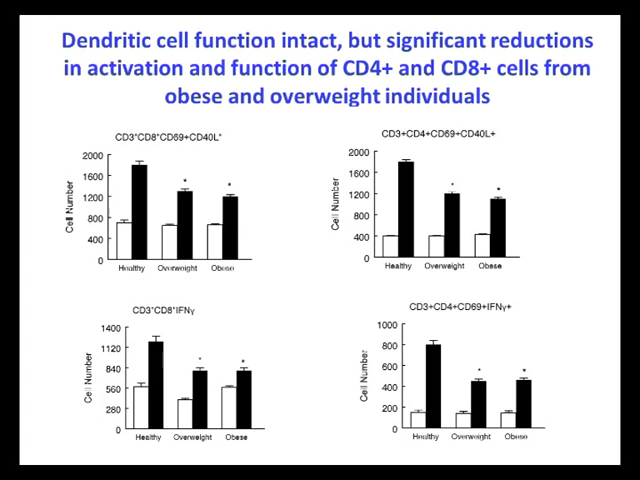 Dendritic cell function intact, but significant reductions
in activation and function of CD4+ and CD8+ cells from
obese and overweight individuals
CD3⁺CD8⁺CD69+CD40L⁺
Cell Number
2000
1600
1200
800
400
0
* *
Healthy Overweight Obese
CD3+CD4+CD69+CD40L+
Cell Number
2000
1600
1200
800
400
0
* *
Healthy Overweight Obese
CD3⁺CD8⁺IFNγ
Cell Number
1400
1120
840
560
280
0
* *
Healthy Overweight Obese
CD3+CD4+CD69+IFNγ+
Cell Number
1000
800
600
400
200
0
* *
Healthy Overweight Obese